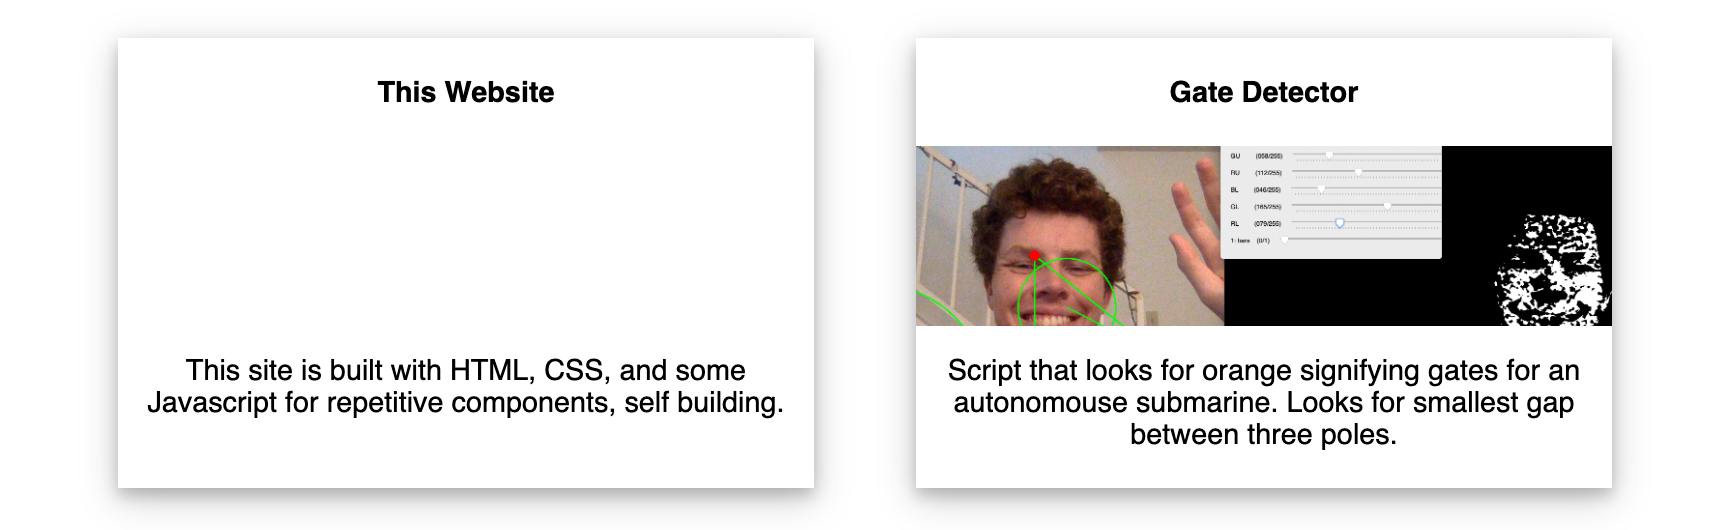 This Website
This site is built with HTML, CSS, and some
Javascript for repetitive components, self building.
Gate Detector
GU (058/255)
RU (112/255)
BL (046/255)
GL (165/255)
RL (079/255)
1: bars (0/1)
Script that looks for orange signifying gates for an
autonomouse submarine. Looks for smallest gap
between three poles.